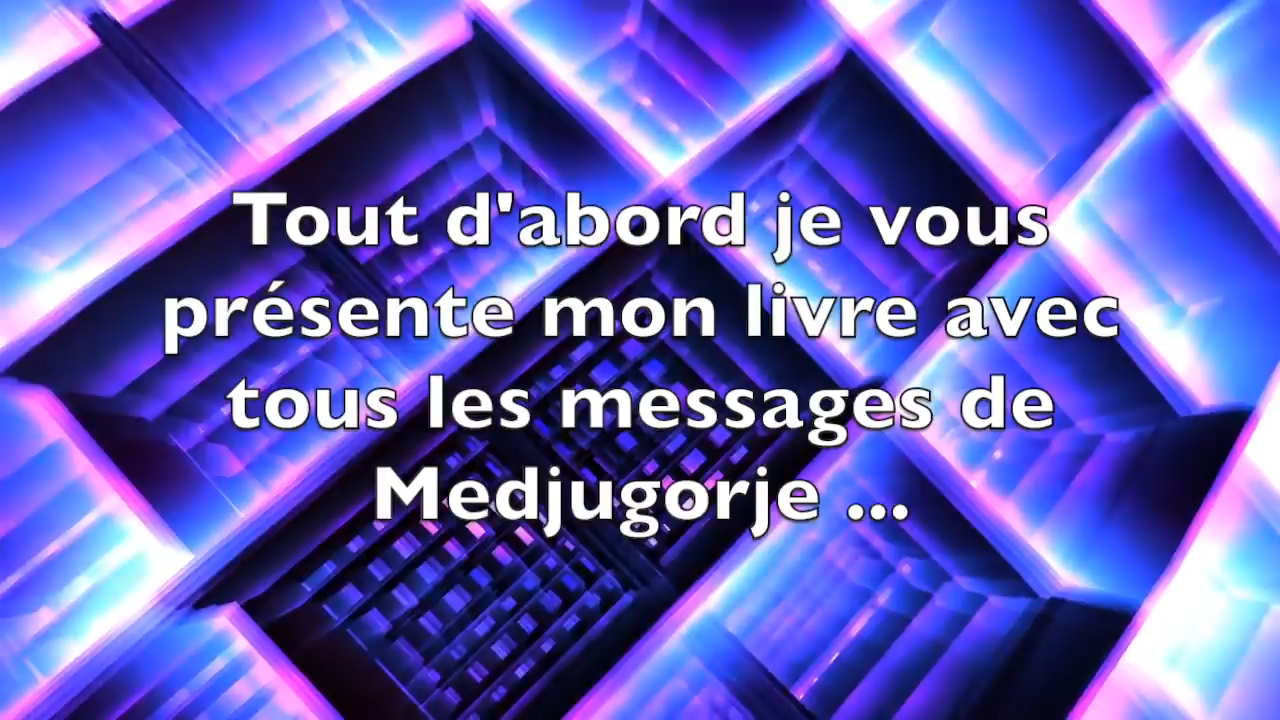 Tout d'abord je vous
présente mon livre avec
tous les messages de
Medjugorje ...